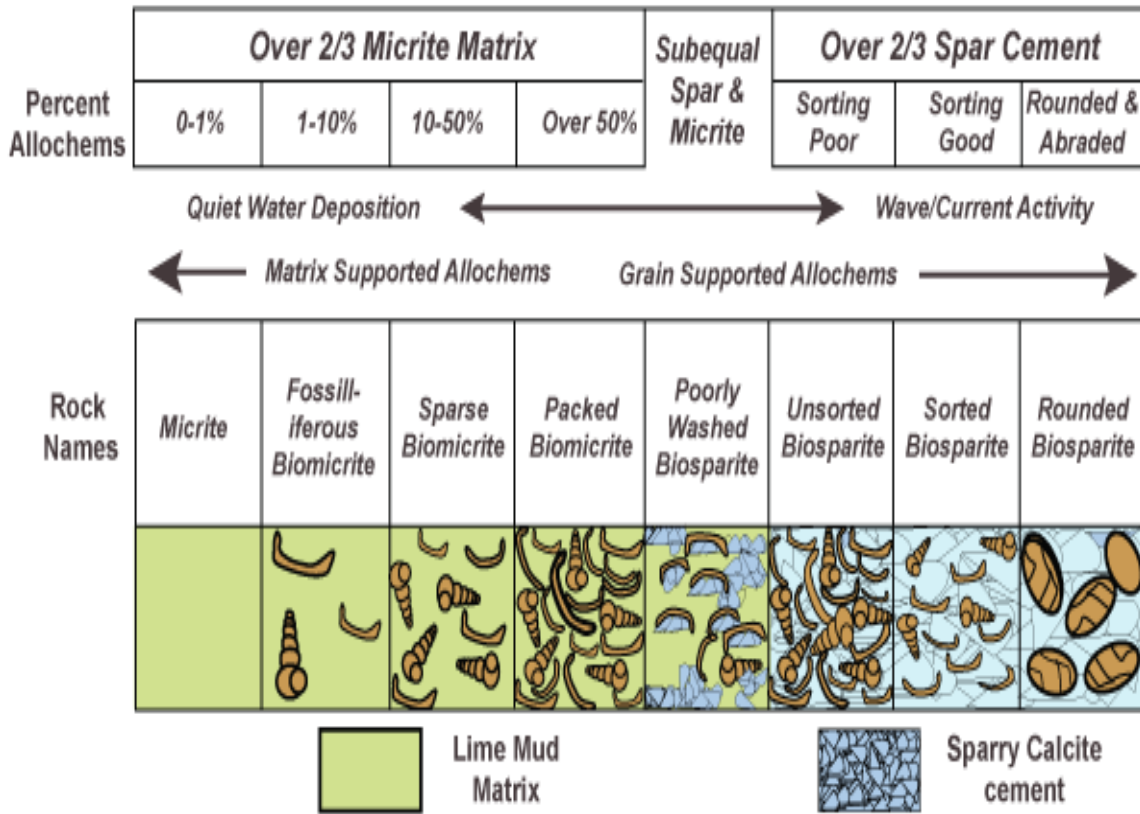 Over 2/3 Micrite Matrix
Subequal
Spar &
Micrite
Over 2/3 Spar Cement
Percent
Allochems
0-1%
1-10%
10-50%
Over 50%
Sorting
Poor
Sorting
Good
Rounded &
Abraded
Quiet Water Deposition
Wave/Current Activity
Matrix Supported Allochems
Grain Supported Allochems
Rock
Names
Micrite
Fossill-
iferous
Biomicrite
Sparse
Biomicrite
Packed
Biomicrite
Poorly
Washed
Biosparite
Unsorted
Biosparite
Sorted
Biosparite
Rounded
Biosparite
Lime Mud
Matrix
Sparry Calcite
cement